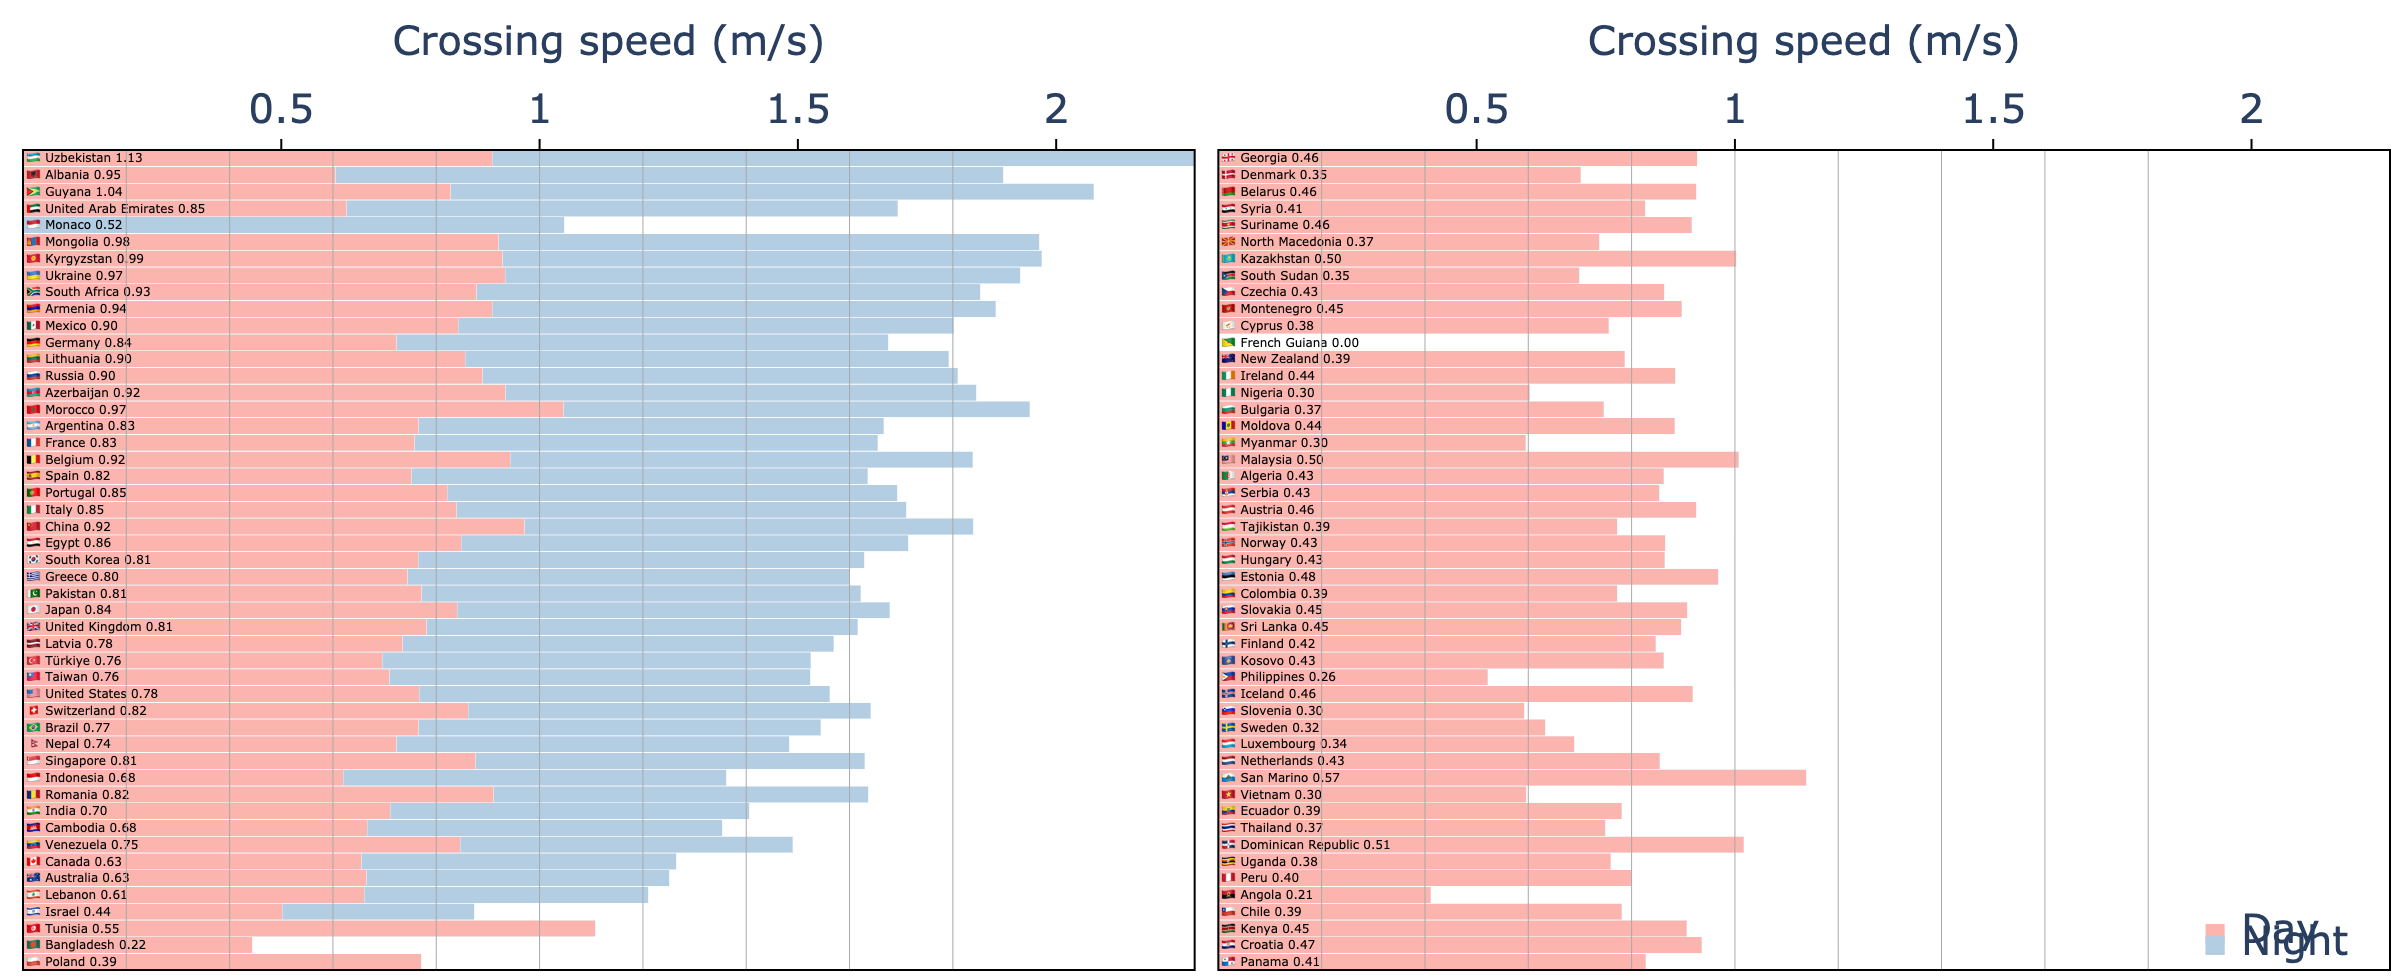 Crossing speed (m/s)
0.5 1 1.5 2
Uzbekistan 1.13
Albania 0.95
Guyana 1.04
United Arab Emirates 0.85
Monaco 0.52
Mongolia 0.98
Kyrgyzstan 0.99
Ukraine 0.97
South Africa 0.93
Armenia 0.94
Mexico 0.90
Germany 0.84
Lithuania 0.90
Russia 0.90
Azerbaijan 0.92
Morocco 0.97
Argentina 0.83
France 0.83
Belgium 0.92
Spain 0.82
Portugal 0.85
Italy 0.85
China 0.92
Egypt 0.86
South Korea 0.81
Greece 0.80
Pakistan 0.81
Japan 0.84
United Kingdom 0.81
Latvia 0.78
Türkiye 0.76
Taiwan 0.76
United States 0.78
Switzerland 0.82
Brazil 0.77
Nepal 0.74
Singapore 0.81
Indonesia 0.68
Romania 0.82
India 0.70
Cambodia 0.68
Venezuela 0.75
Canada 0.63
Australia 0.63
Lebanon 0.61
Israel 0.44
Tunisia 0.55
Bangladesh 0.22
Poland 0.39
Crossing speed (m/s)
0.5 1 1.5 2
Georgia 0.46
Denmark 0.35
Belarus 0.46
Syria 0.41
Suriname 0.46
North Macedonia 0.37
Kazakhstan 0.50
South Sudan 0.35
Czechia 0.43
Montenegro 0.45
Cyprus 0.38
French Guiana 0.00
New Zealand 0.39
Ireland 0.44
Nigeria 0.30
Bulgaria 0.37
Moldova 0.44
Myanmar 0.30
Malaysia 0.50
Algeria 0.43
Serbia 0.43
Austria 0.46
Tajikistan 0.39
Norway 0.43
Hungary 0.43
Estonia 0.48
Colombia 0.39
Slovakia 0.45
Sri Lanka 0.45
Finland 0.42
Kosovo 0.43
Philippines 0.26
Iceland 0.46
Slovenia 0.30
Sweden 0.32
Luxembourg 0.34
Netherlands 0.43
San Marino 0.57
Vietnam 0.30
Ecuador 0.39
Thailand 0.37
Dominican Republic 0.51
Uganda 0.38
Peru 0.40
Angola 0.21
Chile 0.39
Kenya 0.45
Croatia 0.47
Panama 0.41
Day
Night